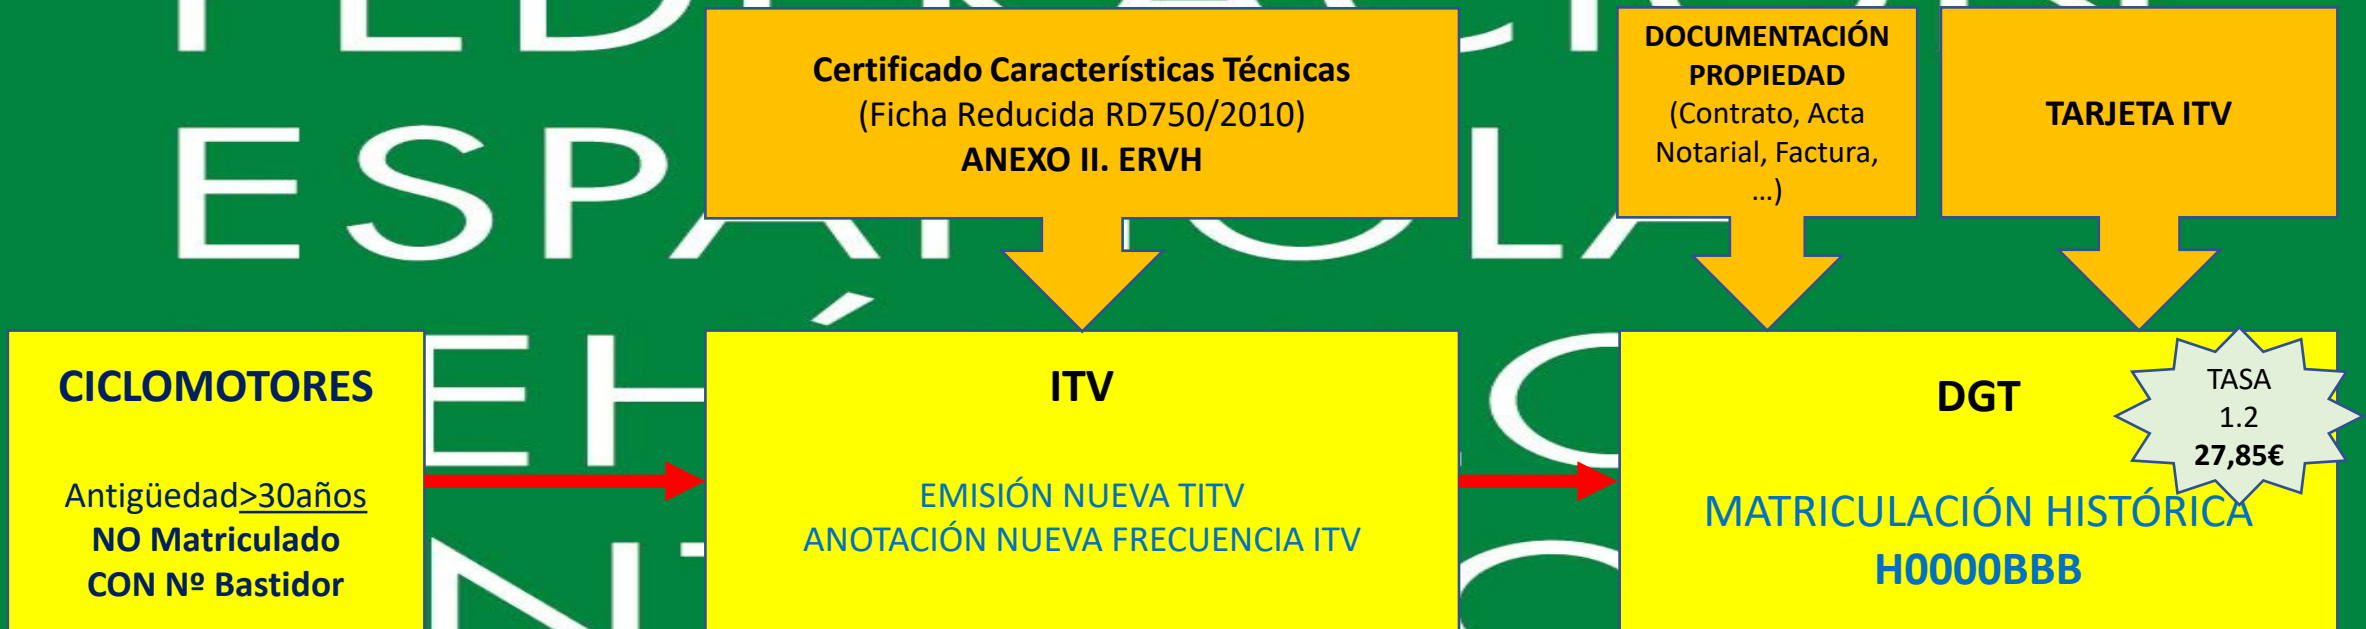 Certificado Características Técnicas
(Ficha Reducida RD750/2010)
ANEXO II. ERVH
DOCUMENTACIÓN
PROPIEDAD
(Contrato, Acta
Notarial, Factura,
...)
TARJETA ITV
CICLOMOTORES
Antigüedad>30años
NO Matriculado
CON Nº Bastidor
ITV
EMISIÓN NUEVA TITV
ANOTACIÓN NUEVA FRECUENCIA ITV
DGT
MATRICULACIÓN HISTÓRICA
H0000BBB
TASA
1.2
27,85€